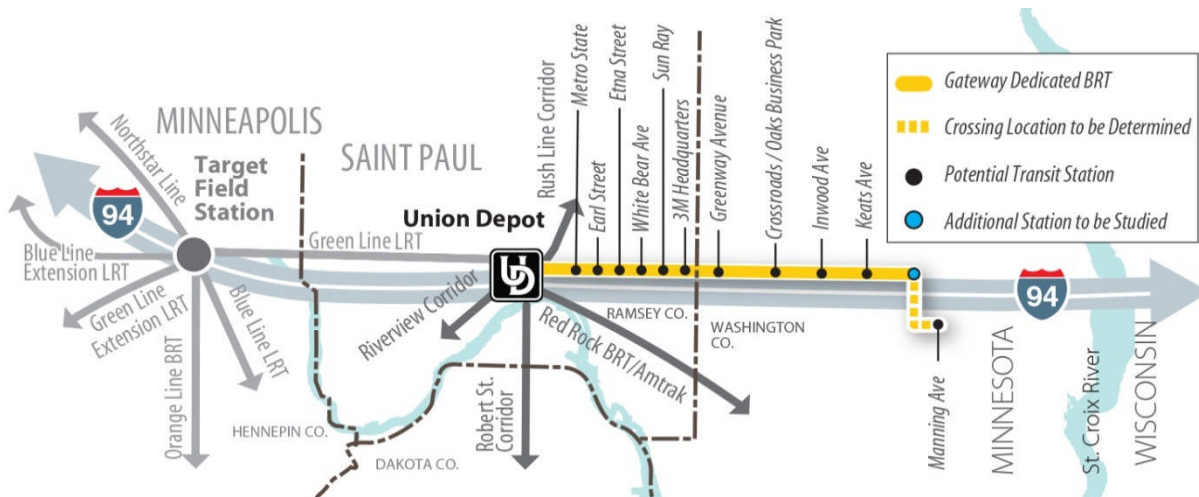 MINNEAPOLIS
SAINT PAUL
Northstar Line
Target
Field
Station
94
Blue Line
Extension LRT
Green Line
Extension LRT
Orange Line BRT
Blue Line LRT
Green Line LRT
Union Depot
UD
Rush Line Corridor
Riverview Corridor
Robert St.
Corridor
Red Rock BRT/Amtrak
HENNEPIN CO.
DAKOTA CO.
RAMSEY CO.
WASHINGTON
CO.
Metro State
Earl Street
Etna Street
White Bear Ave
Sun Ray
3M Headquarters
Greenway Avenue
Crossroads / Oaks Business Park
Inwood Ave
Keats Ave
Manning Ave
94
MINNESOTA
St. Croix River
WISCONSIN
Gateway Dedicated BRT
Crossing Location to be Determined
Potential Transit Station
Additional Station to be Studied